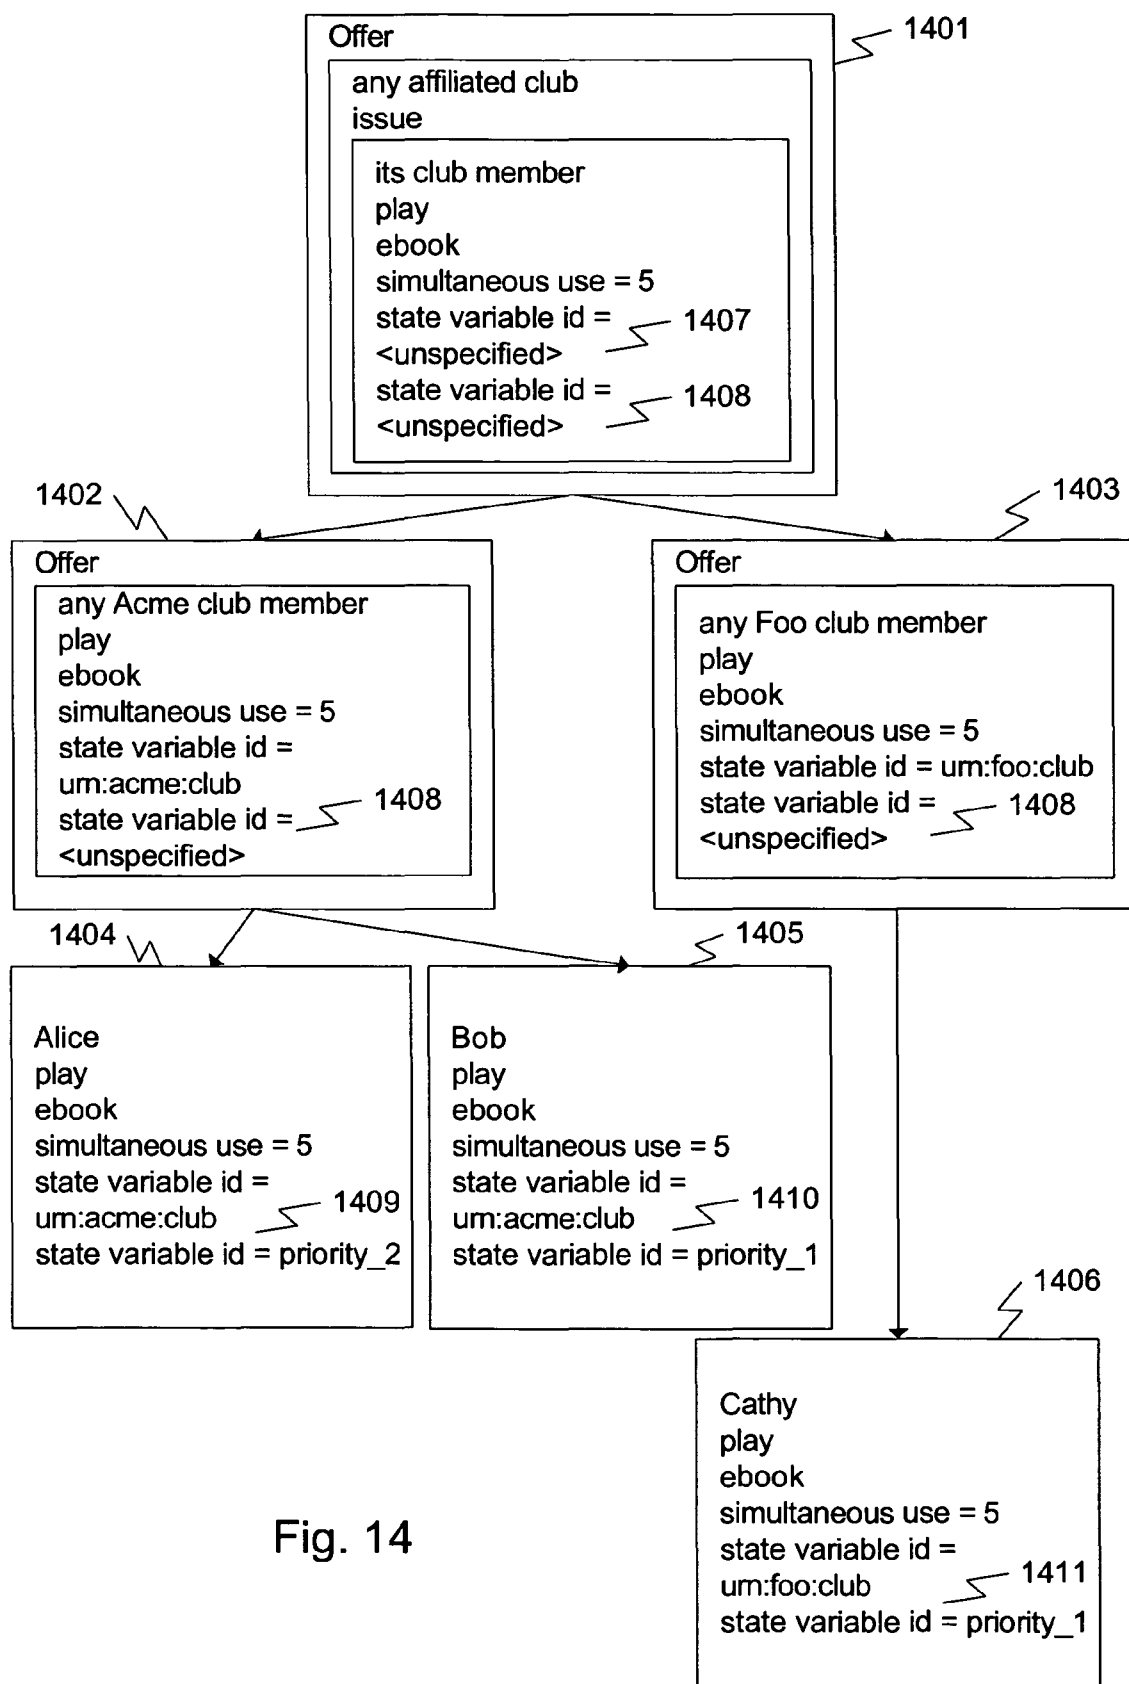 1401
Offer
any affiliated club
issue
its club member
play
ebook
simultaneous use = 5
state variable id =
1407
<unspecified>
state variable id =
1408
<unspecified>
1402
1403
Offer
any Acme club member
play
ebook
simultaneous use = 5
state variable id =
urn:acme:club
1408
state variable id =
<unspecified>
Offer
any Foo club member
play
ebook
simultaneous use = 5
state variable id = urn:foo:club
state variable id =
1408
<unspecified>
1404
1405
Alice
play
ebook
simultaneous use = 5
state variable id =
1409
urn:acme:club
state variable id = priority_2
Bob
play
ebook
simultaneous use = 5
state variable id =
1410
urn:acme:club
state variable id = priority_1
1406
Cathy
play
ebook
simultaneous use = 5
state variable id =
1411
urn:foo:club
state variable id = priority_1
Fig. 14